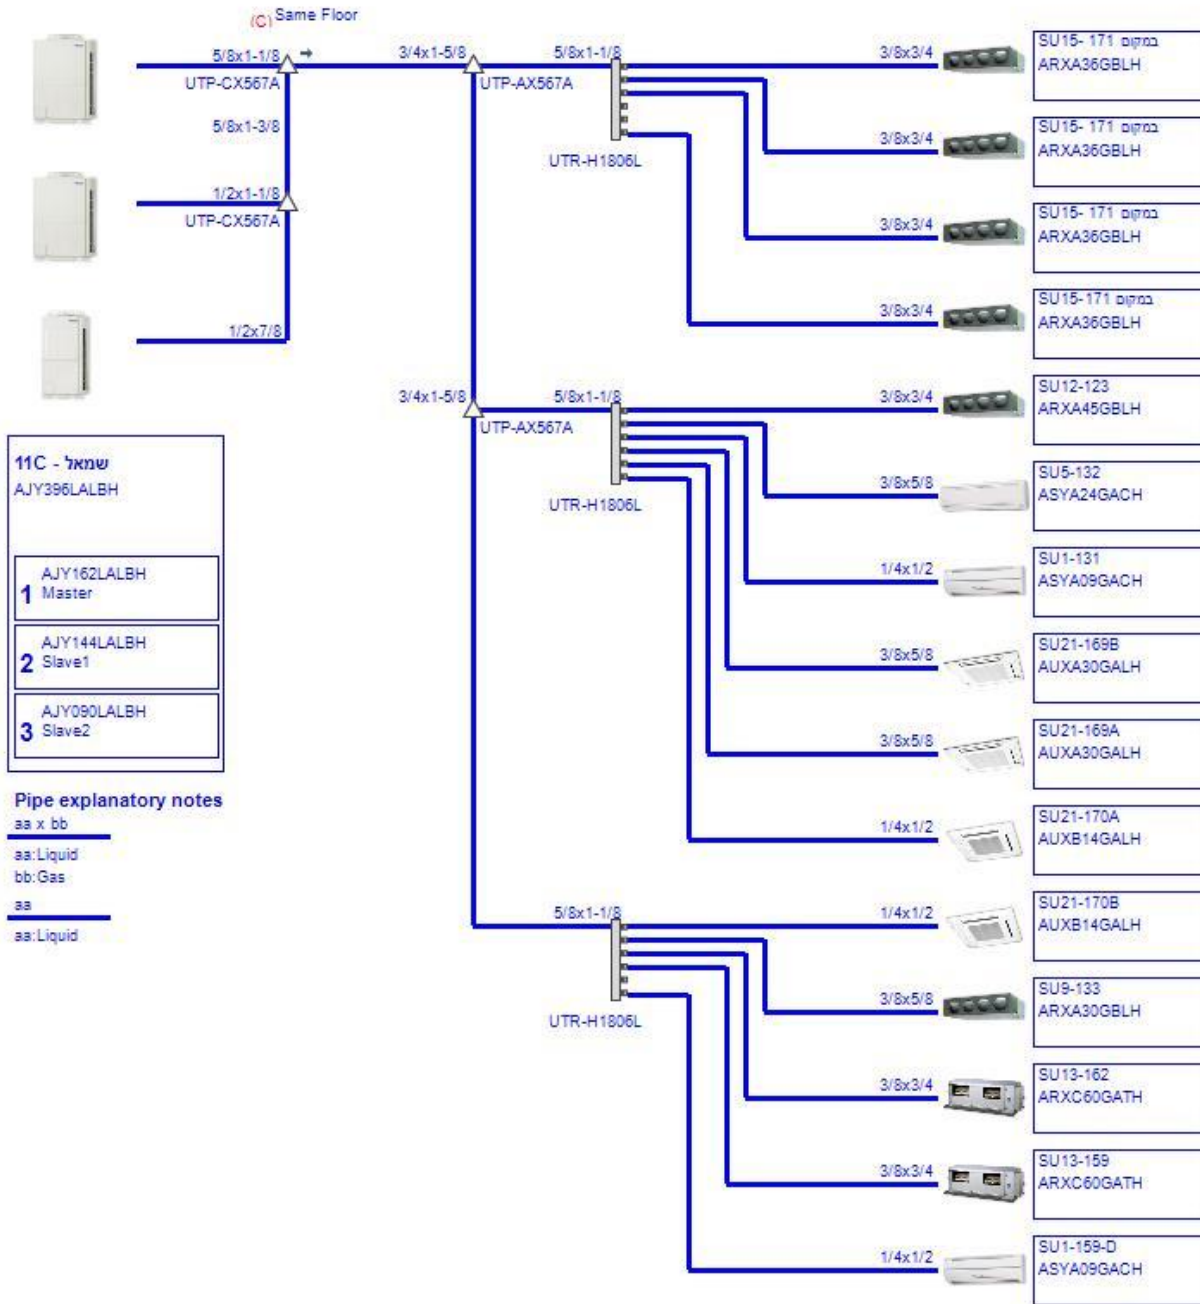 (C) Same Floor
5/8x1-1/8
UTP-CX567A
5/8x1-3/8
1/2x1-1/8
UTP-CX567A
1/2x7/8
3/4x1-5/8
UTP-AX567A
5/8x1-1/8
UTR-H1806L
3/8x3/4
SU15- 171 במקום
ARXA36GBLH
3/8x3/4
SU15- 171 במקום
ARXA36GBLH
3/8x3/4
SU15- 171 במקום
ARXA36GBLH
3/8x3/4
SU15-171 במקום
ARXA36GBLH
3/4x1-5/8
UTP-AX567A
5/8x1-1/8
UTR-H1806L
3/8x3/4
SU12-123
ARXA45GBLH
3/8x5/8
SU5-132
ASYA24GACH
1/4x1/2
SU1-131
ASYA09GACH
3/8x5/8
SU21-169B
AUXA30GALH
3/8x5/8
SU21-169A
AUXA30GALH
1/4x1/2
SU21-170A
AUXB14GALH
5/8x1-1/8
UTR-H1806L
1/4x1/2
SU21-170B
AUXB14GALH
3/8x5/8
SU9-133
ARXA30GBLH
3/8x3/4
SU13-162
ARXC60GATH
3/8x3/4
SU13-159
ARXC60GATH
1/4x1/2
SU1-159-D
ASYA09GACH
11C - שמאל
AJY396LALBH
1 AJY162LALBH
Master
2 AJY144LALBH
Slave1
3 AJY090LALBH
Slave2
Pipe explanatory notes
aa x bb
aa:Liquid
bb:Gas
aa
aa:Liquid